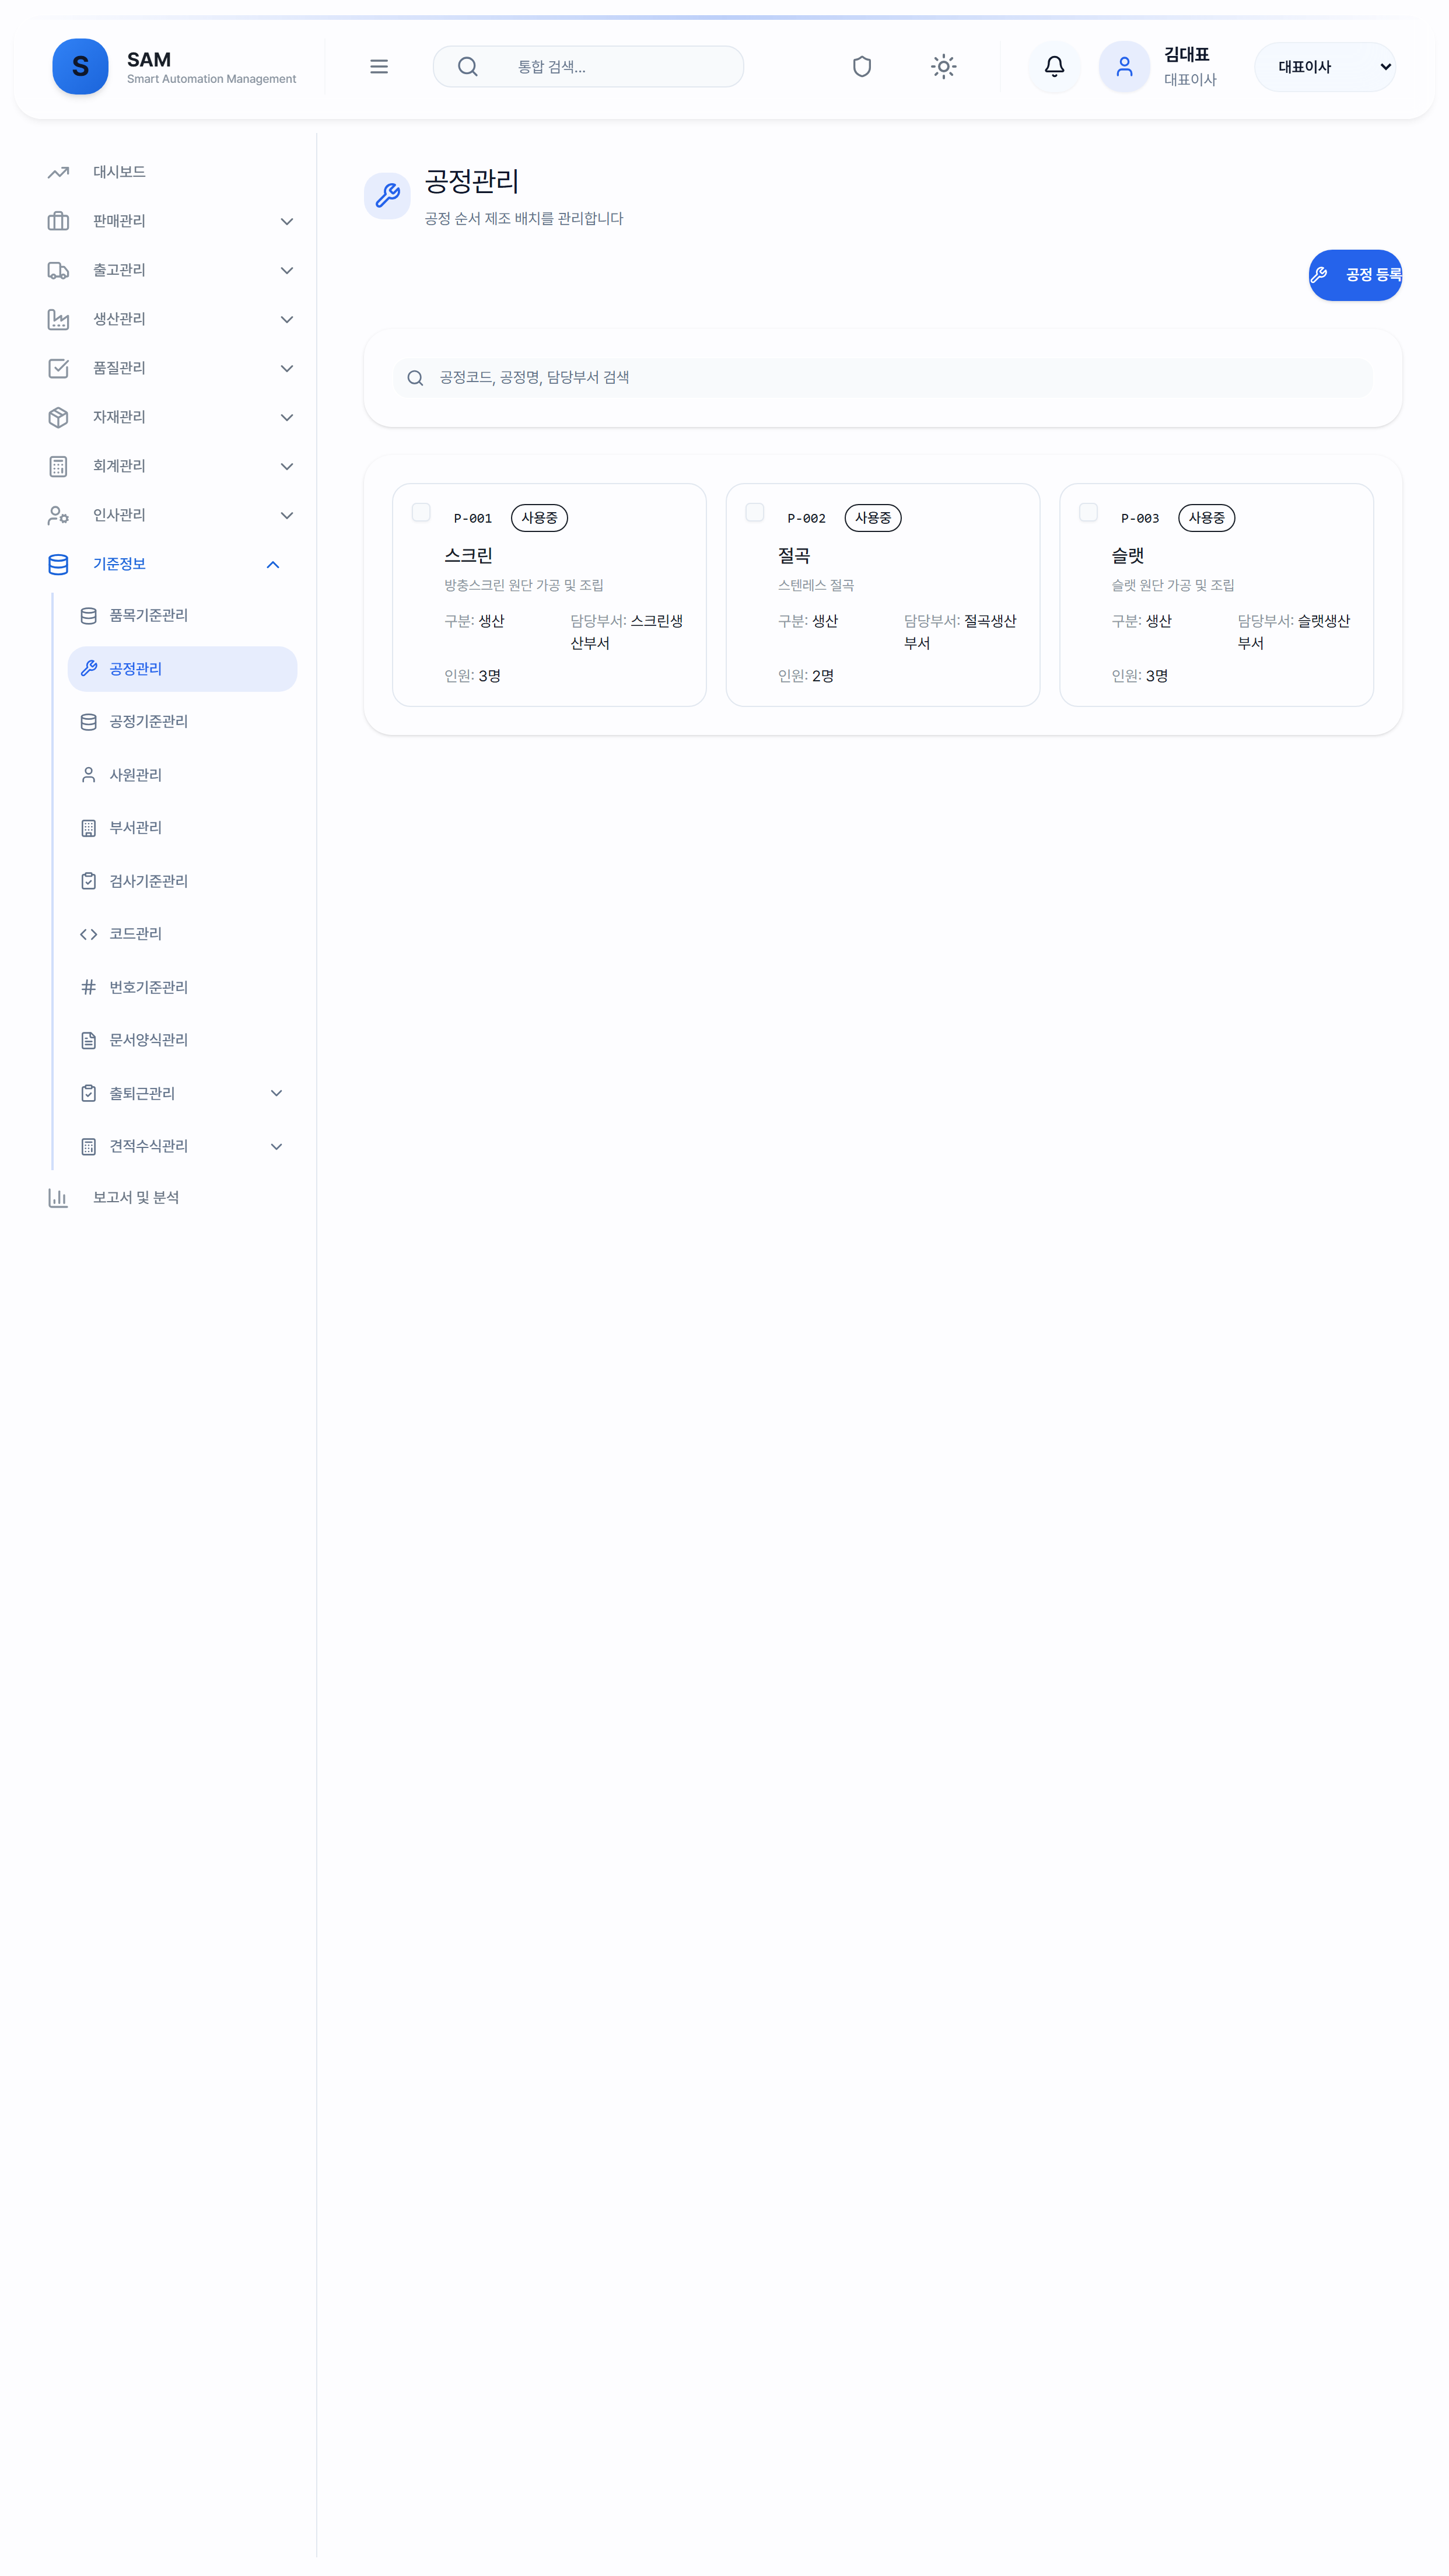 S
SAM
Smart Automation Management
통합 검색...
김대표
대표이사
대표이사
대시보드
판매관리
출고관리
생산관리
품질관리
자재관리
회계관리
인사관리
기준정보
품목기준관리
공정관리
공정기준관리
사원관리
부서관리
검사기준관리
코드관리
번호기준관리
문서양식관리
출퇴근관리
견적수식관리
보고서 및 분석
공정관리
공정 순서 제조 배치를 관리합니다
공정 등록
공정코드, 공정명, 담당부서 검색
P-001 사용중
스크린
방충스크린 원단 가공 및 조립
구분: 생산
담당부서: 스크린생
산부서
인원: 3명
P-002 사용중
절곡
스텐레스 절곡
구분: 생산
담당부서: 절곡생산
부서
인원: 2명
P-003 사용중
슬랫
슬랫 원단 가공 및 조립
구분: 생산
담당부서: 슬랫생산
부서
인원: 3명